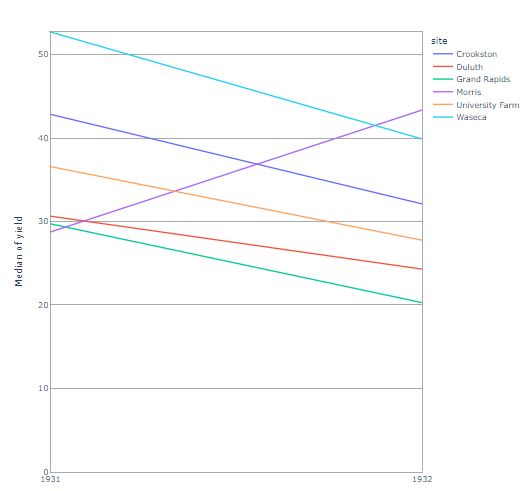 site
Crookston
Duluth
Grand Rapids
Morris
University Farm
Waseca
Median of yield
50
40
30
20
10
0
1931
1932